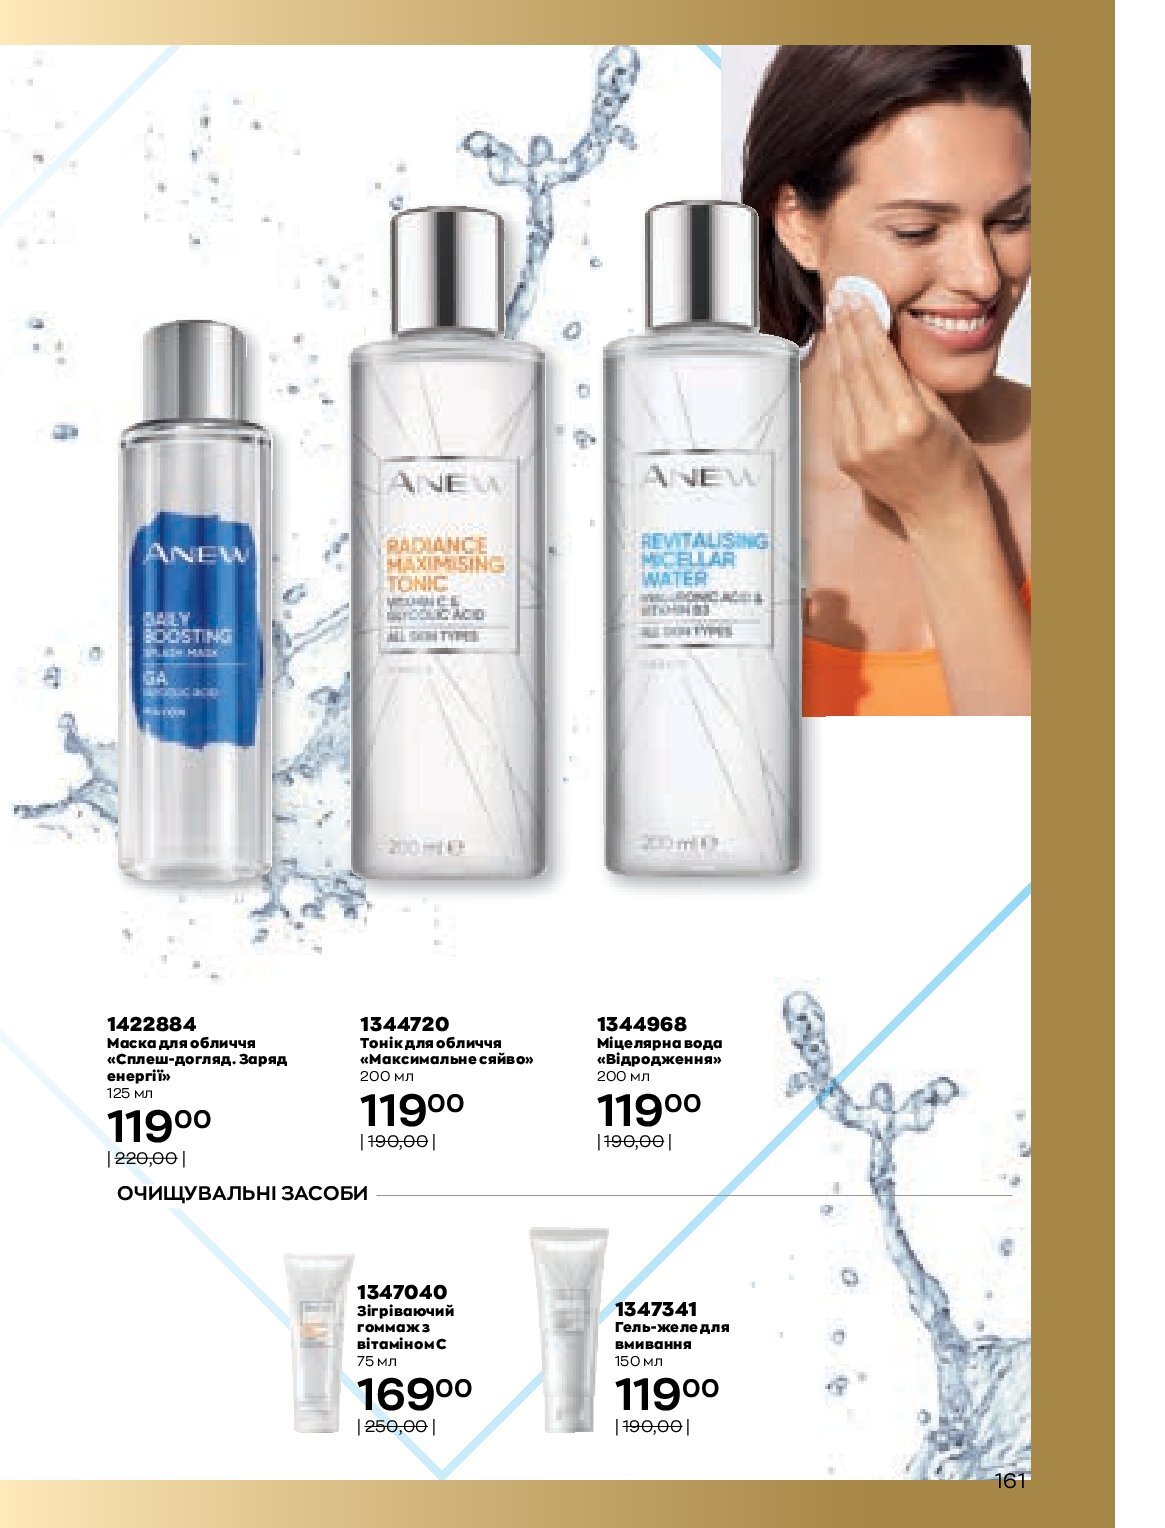 ANEW
DAILY
BOOSTING
SPLASH MASK
GA
GLYCOLIC ACID
ANEW
RADIANCE
MAXIMISING
TONIC
VITAMIN C &
GLYCOLIC ACID
ALL SKIN TYPES
200 ml e
ANEW
REVITALISING
MICELLAR
WATER
HYALURONIC ACID &
VITAMIN B3
ALL SKIN TYPES
200 ml e
1422884
Маска для обличчя
«Сплеш-догляд. Заряд
енергії»
125 мл
119⁰⁰
| 220,00 |
1344720
Тонік для обличчя
«Максимальне сяйво»
200 мл
119⁰⁰
| 190,00 |
1344968
Міцелярна вода
«Відродження»
200 мл
119⁰⁰
| 190,00 |
ОЧИЩУВАЛЬНІ ЗАСОБИ
1347040
Зігріваючий
гоммаж з
вітаміном С
75 мл
169⁰⁰
| 250,00 |
1347341
Гель-желе для
вмивання
150 мл
119⁰⁰
| 190,00 |
161